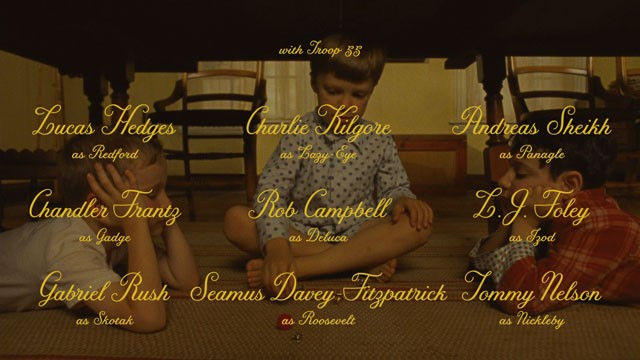 with Troop 55
Lucas Hedges
as Redford
Charlie Kilgore
as Lazy-Eye
Andreas Sheikh
as Panagle
Chandler Frantz
as Gadge
Rob Campbell
as Deluca
L.J. Foley
as Izod
Gabriel Rush
as Skotak
Seamus Davey-Fitzpatrick
as Roosevelt
Tommy Nelson
as Nickleby